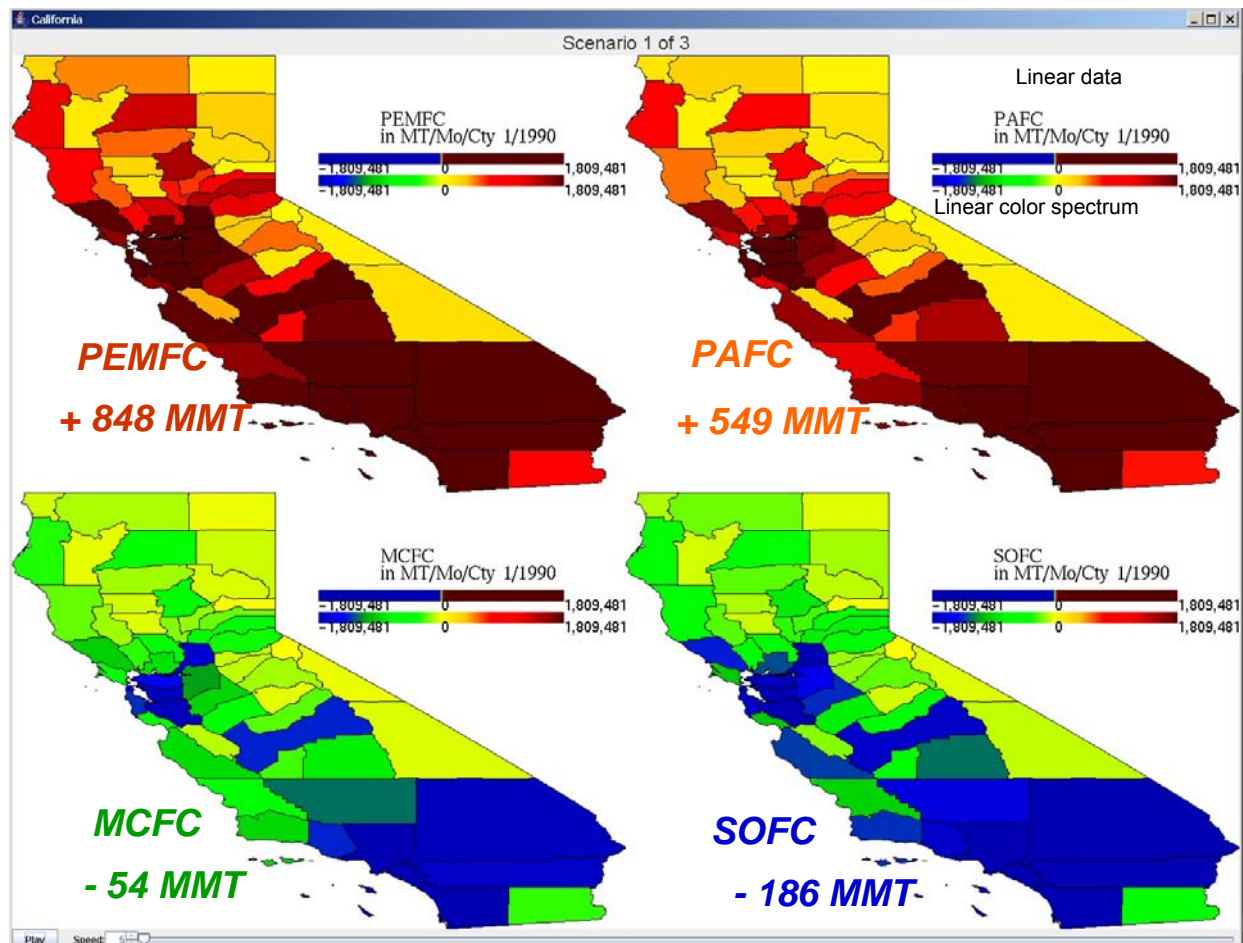 California
Scenario 1 of 3
PEMFC
in MT/Mo/Cty 1/1990
-1,809,481 0 1,809,481
-1,809,481 0 1,809,481
PEMFC
+ 848 MMT
Linear data
PAFC
in MT/Mo/Cty 1/1990
-1,809,481 0 1,809,481
-1,809,481 0 1,809,481
Linear color spectrum
PAFC
+ 549 MMT
MCFC
in MT/Mo/Cty 1/1990
-1,809,481 0 1,809,481
-1,809,481 0 1,809,481
MCFC
- 54 MMT
SOFC
in MT/Mo/Cty 1/1990
-1,809,481 0 1,809,481
-1,809,481 0 1,809,481
SOFC
- 186 MMT
Play Speed: